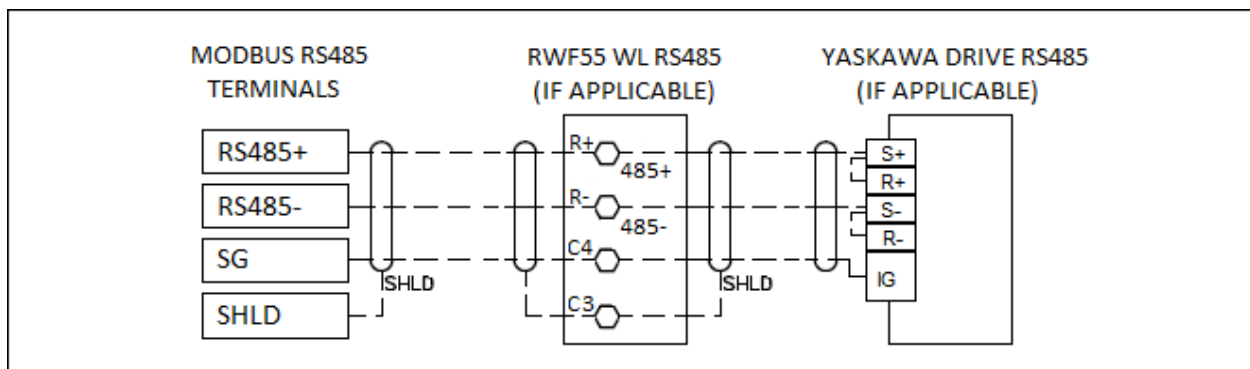 MODBUS RS485
TERMINALS
RS485+
RS485-
SG
SHLD
SHLD
RWF55 WL RS485
(IF APPLICABLE)
R+
485+
R-
485-
C4
C3
SHLD
YASKAWA DRIVE RS485
(IF APPLICABLE)
S+
R+
S-
R-
IG